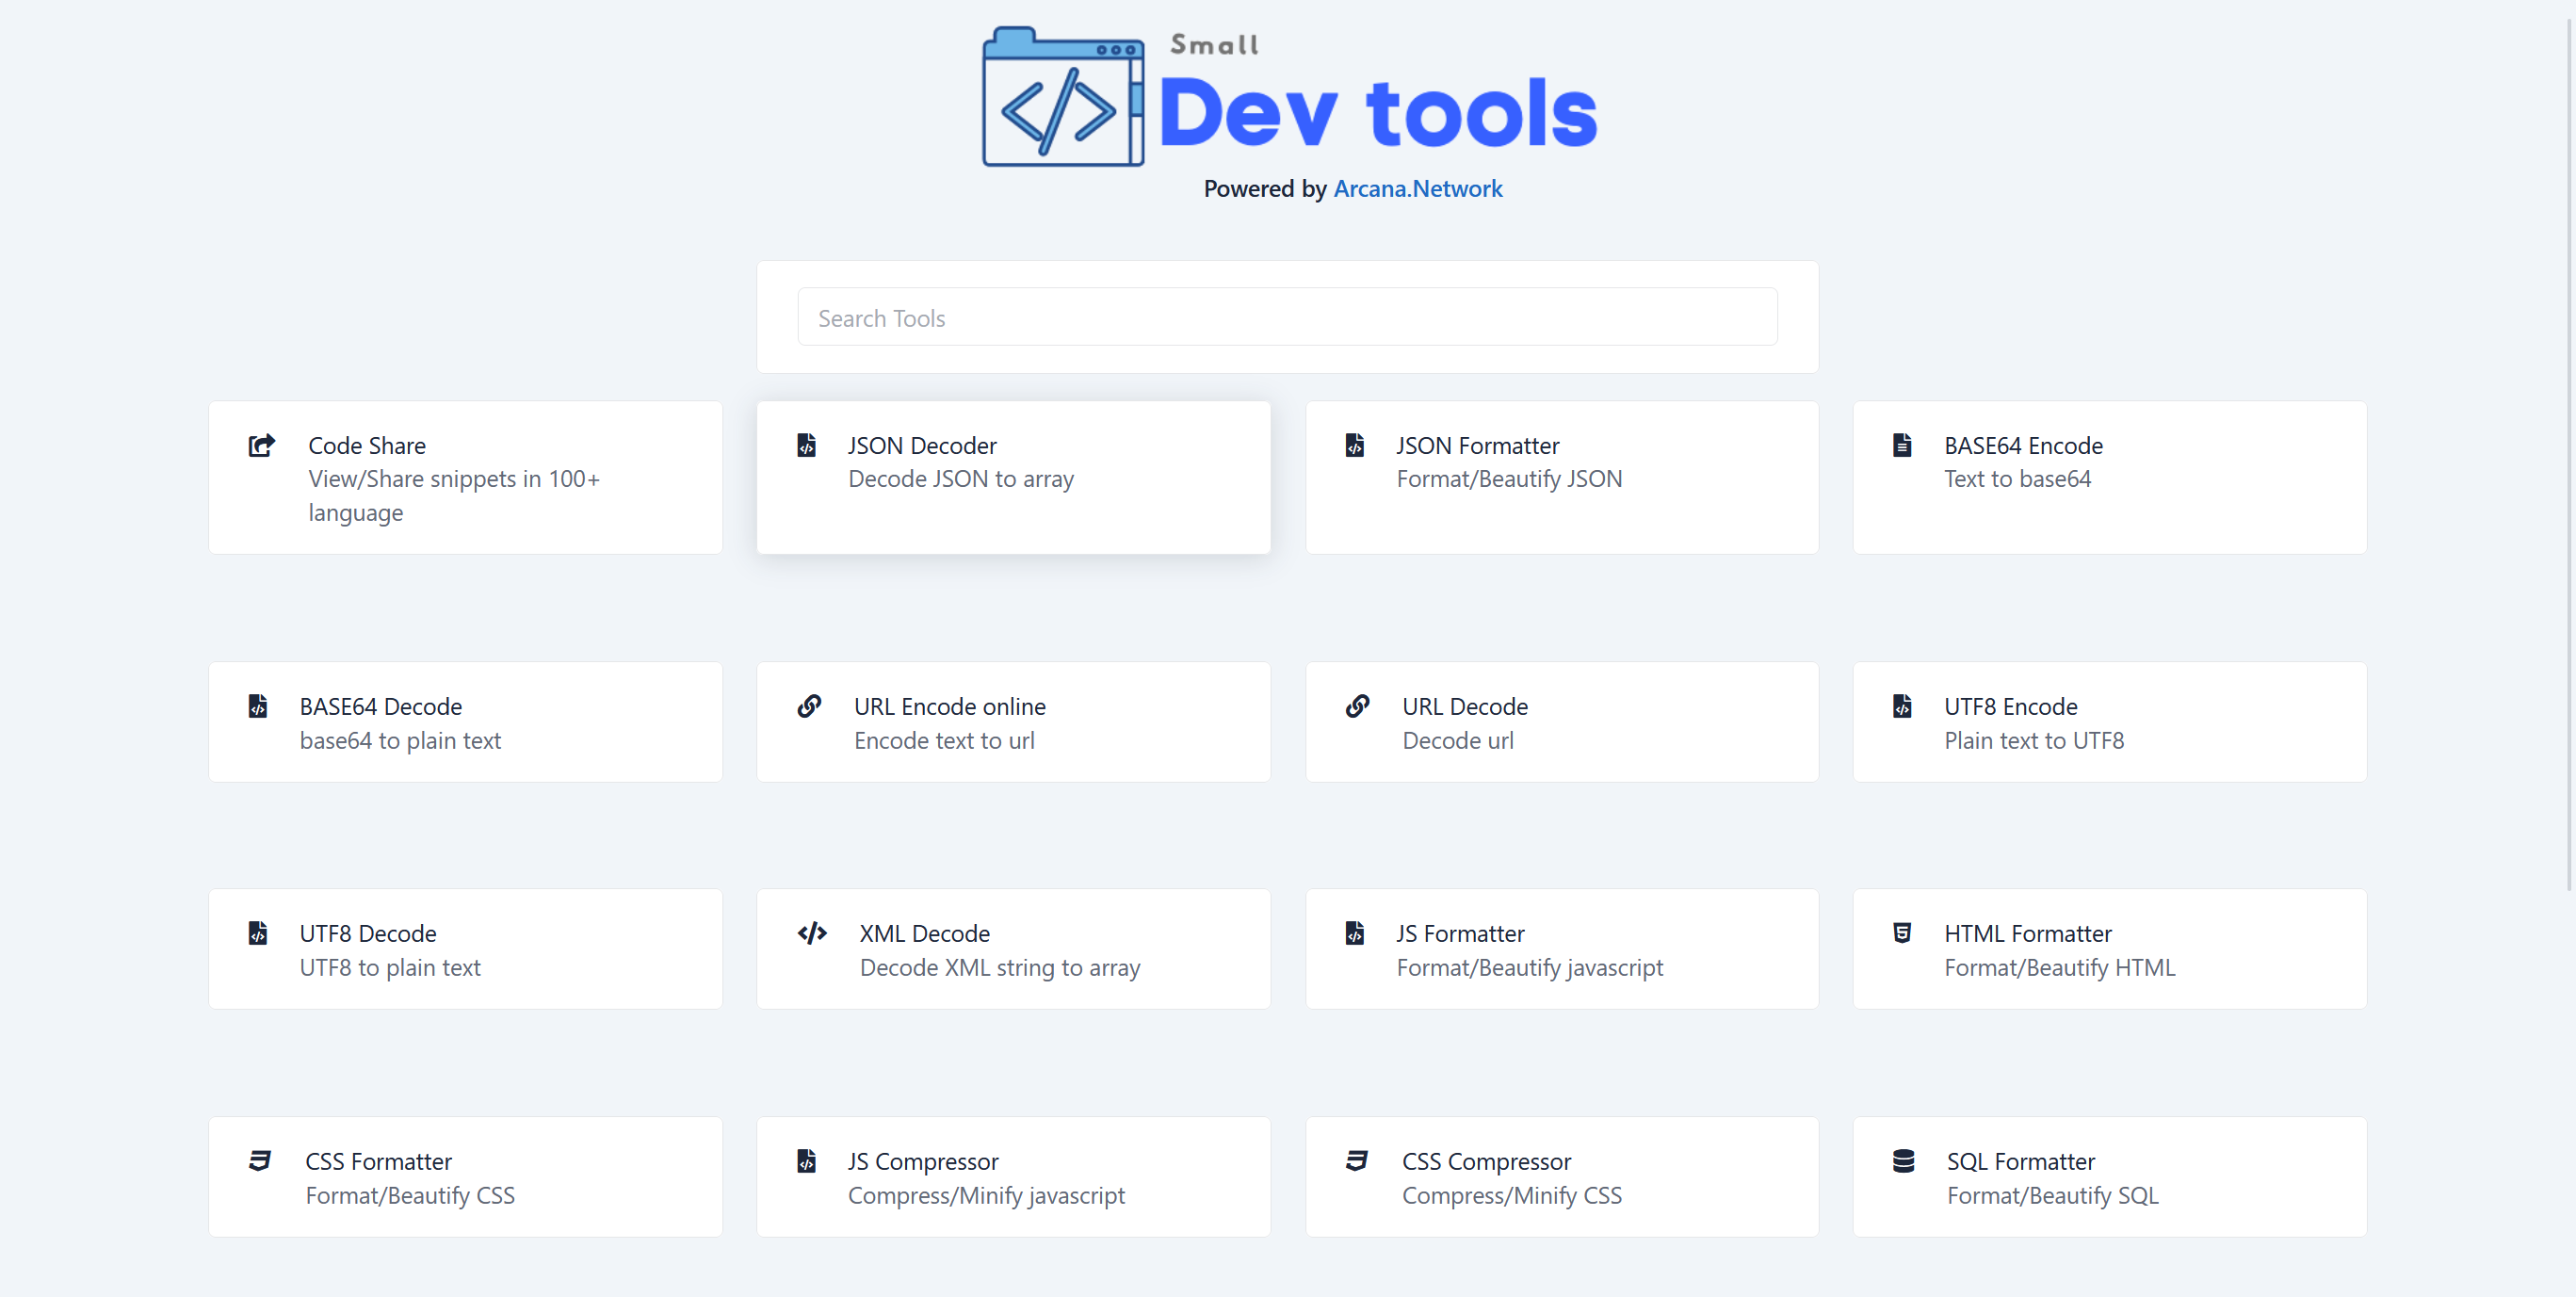 Small
Dev tools
Powered by Arcana.Network
Search Tools
Code Share
View/Share snippets in 100+
language
JSON Decoder
Decode JSON to array
JSON Formatter
Format/Beautify JSON
BASE64 Encode
Text to base64
BASE64 Decode
base64 to plain text
URL Encode online
Encode text to url
URL Decode
Decode url
UTF8 Encode
Plain text to UTF8
UTF8 Decode
UTF8 to plain text
XML Decode
Decode XML string to array
JS Formatter
Format/Beautify javascript
HTML Formatter
Format/Beautify HTML
CSS Formatter
Format/Beautify CSS
JS Compressor
Compress/Minify javascript
CSS Compressor
Compress/Minify CSS
SQL Formatter
Format/Beautify SQL